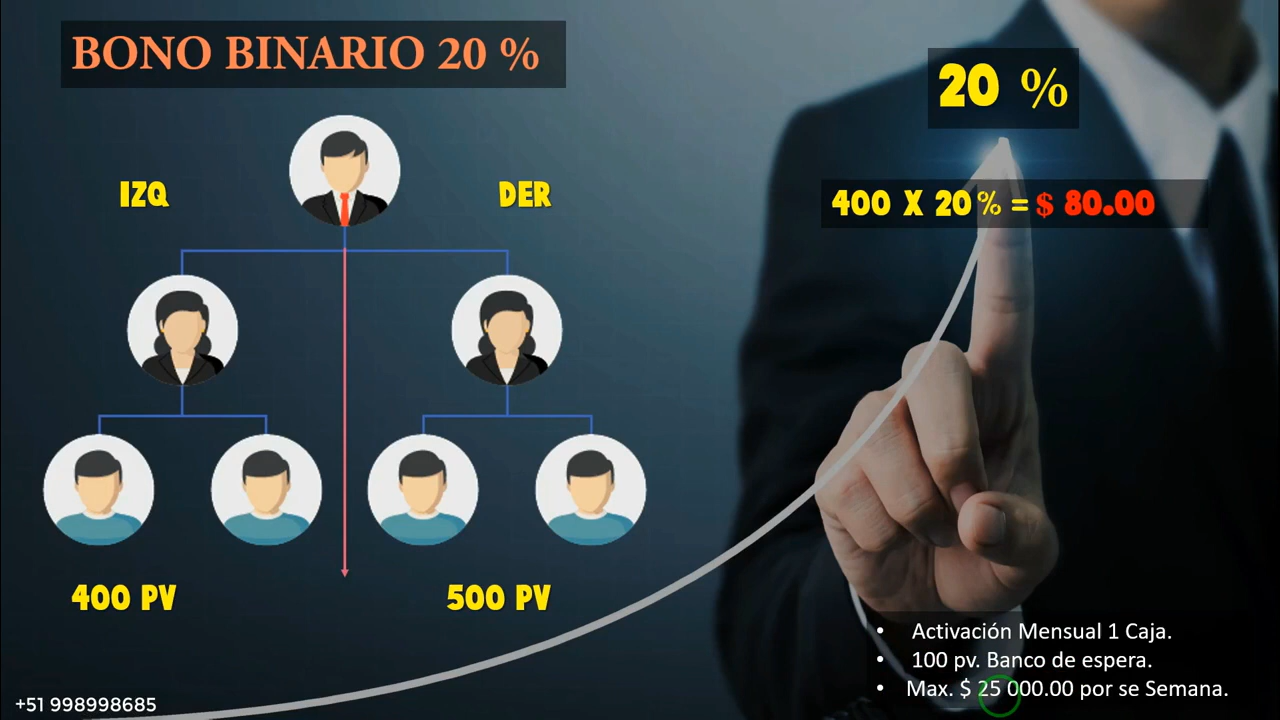 BONO BINARIO 20 %
20 %
IZQ
DER
400 X 20 % = $ 80.00
400 PV
500 PV
• Activación Mensual 1 Caja.
• 100 pv. Banco de espera.
• Max. $ 25 000.00 por se Semana.
+51 998998685